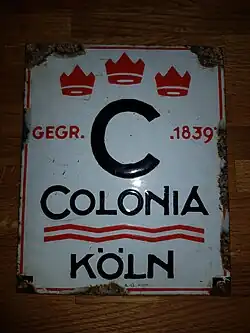 C
GEGR. .1839
COLONIA
KÖLN